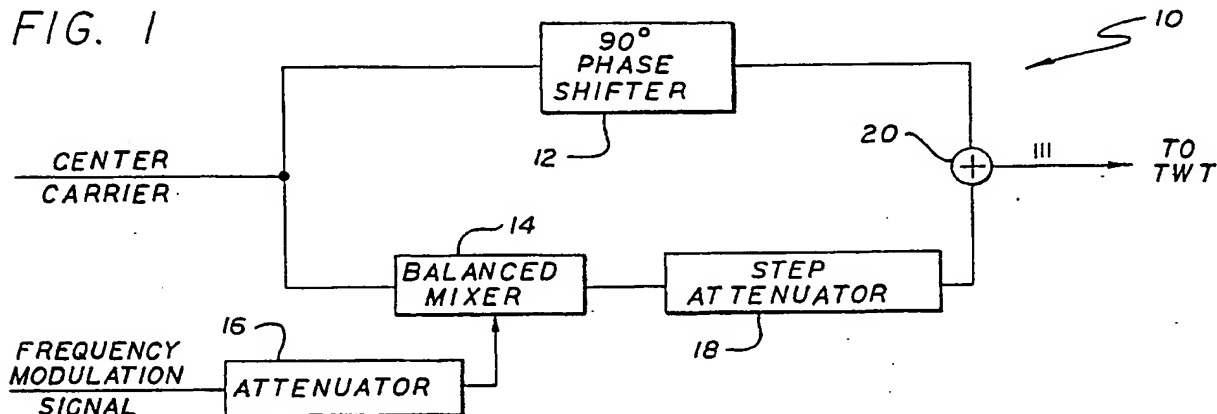 FIG. 1
10
90°
PHASE
SHIFTER
12
20
III
TO
TWT
CENTER
CARRIER
14
BALANCED
MIXER
STEP
ATTENUATOR
18
16
FREQUENCY
MODULATION
SIGNAL
ATTENUATOR